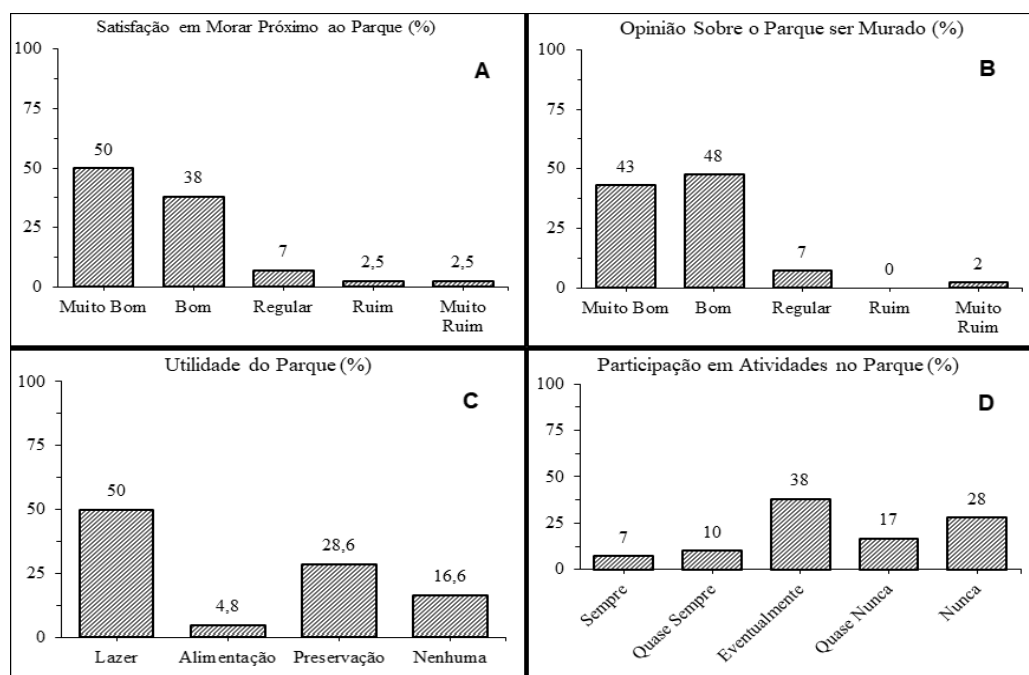 Satisfação em Morar Próximo ao Parque (%)
A
100
75
50
25
0
50
38
7
2,5
2,5
Muito Bom
Bom
Regular
Ruim
Muito
Ruim
Opinião Sobre o Parque ser Murado (%)
B
100
75
50
25
0
43
48
7
0
2
Muito Bom
Bom
Regular
Ruim
Muito
Ruim
Utilidade do Parque (%)
C
100
75
50
25
0
50
4,8
28,6
16,6
Lazer
Alimentação
Preservação
Nenhuma
Participação em Atividades no Parque (%)
D
100
75
50
25
0
7
10
38
17
28
Sempre
Quase Sempre
Eventualmente
Quase Nunca
Nunca